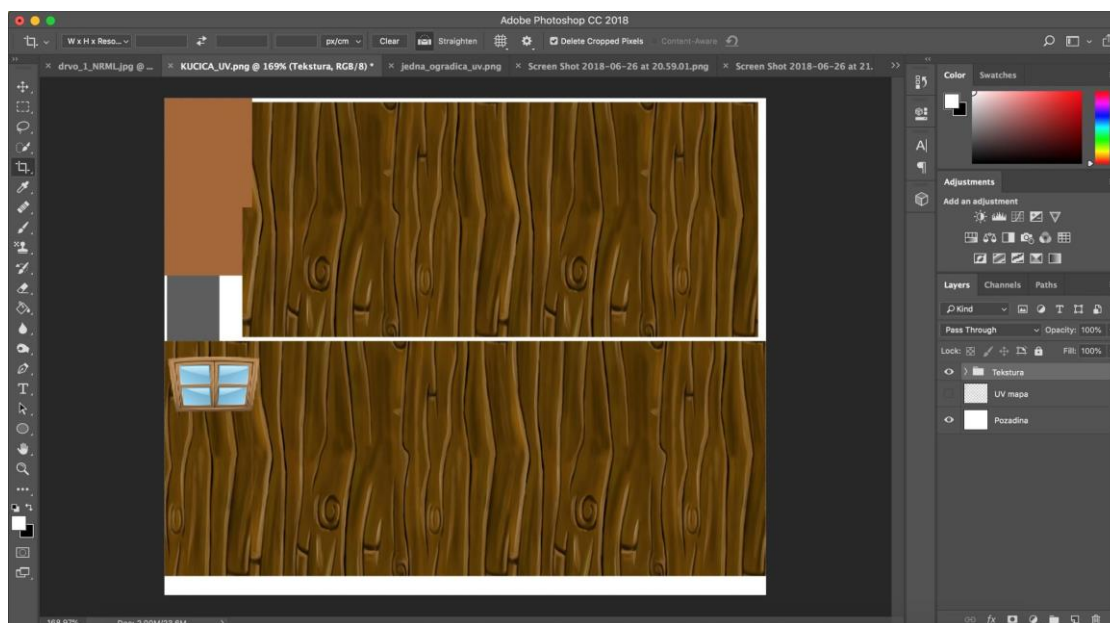 Adobe Photoshop CC 2018
W x H x Reso... px/cm Clear Straighten Delete Cropped Pixels Content-Aware
× drvo_1_NRML.jpg @ ... × KUCICA_UV.png @ 169% (Tekstura, RGB/8) * × jedna_ogradica_uv.png × Screen Shot 2018-06-26 at 20.59.01.png × Screen Shot 2018-06-26 at 21.
Color Swatches
Adjustments
Add an adjustment
Layers Channels Paths
Kind
Pass Through Opacity: 100%
Lock: Fill: 100%
Tekstura
UV mapa
Pozadina
168.97%